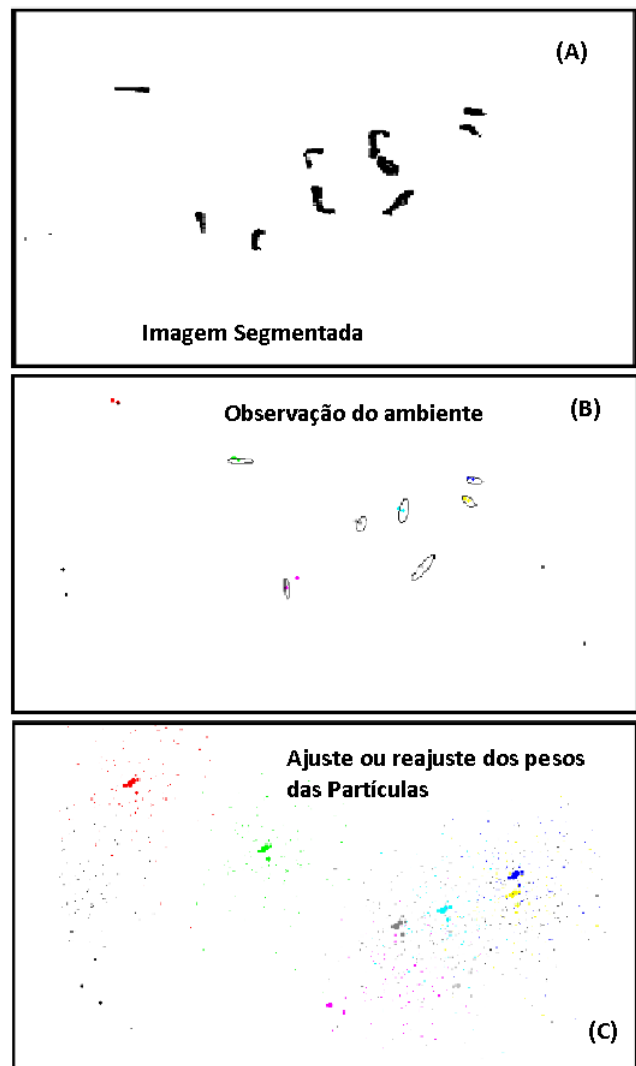 (A)
Imagem Segmentada
Observação do ambiente
(B)
Ajuste ou reajuste dos pesos
das Partículas
(C)